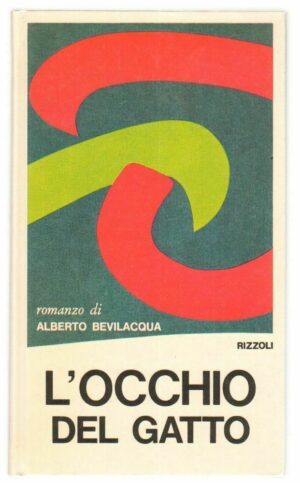 romanzo di
ALBERTO BEVILACQUA
RIZZOLI
L'OCCHIO
DEL GATTO